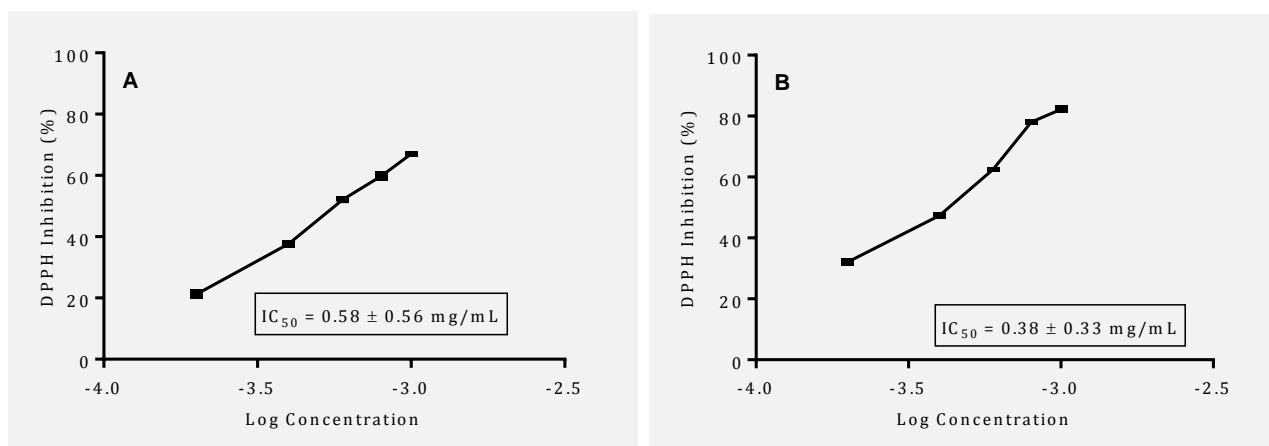 A
100
80
60
40
20
0
DPPH Inhibition (%)
IC50 = 0.58 ± 0.56 mg/mL
-4.0 -3.5 -3.0 -2.5
Log Concentration
B
100
80
60
40
20
0
DPPH Inhibition (%)
IC50 = 0.38 ± 0.33 mg/mL
-4.0 -3.5 -3.0 -2.5
Log Concentration